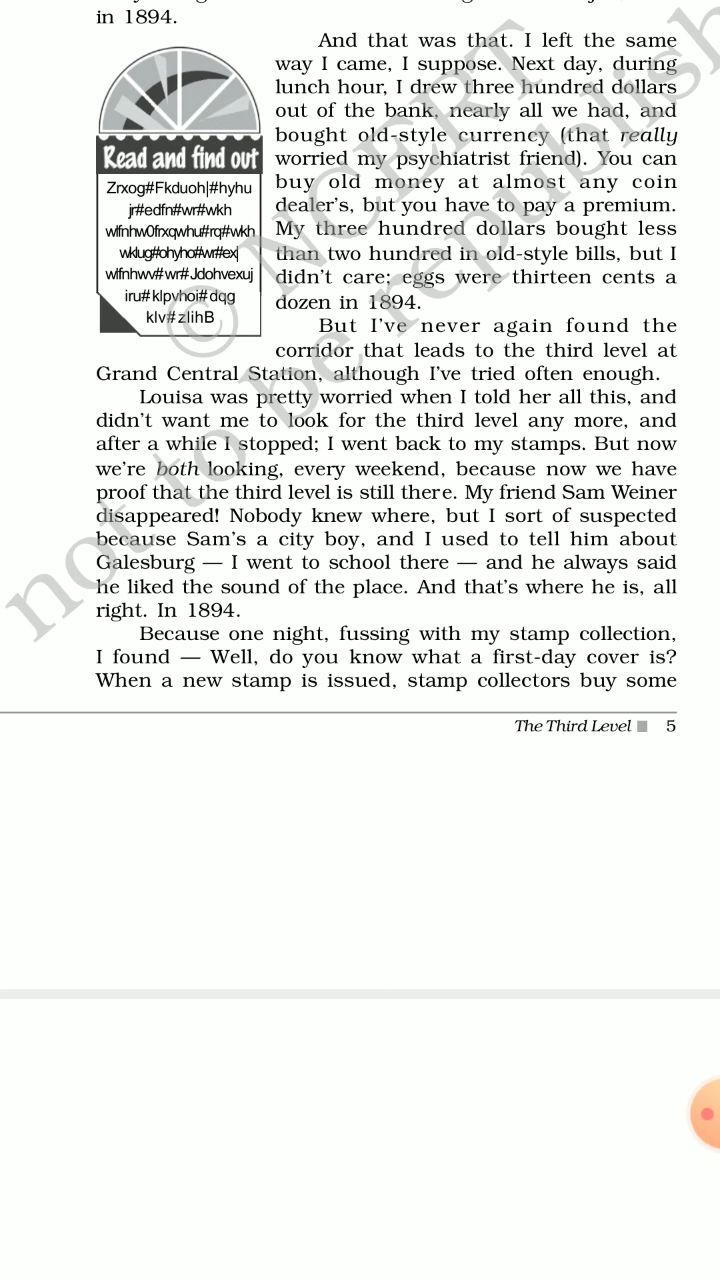 in 1894.
And that was that. I left the same
way I came, I suppose. Next day, during
lunch hour, I drew three hundred dollars
out of the bank, nearly all we had, and
bought old-style currency (that really
worried my psychiatrist friend). You can
buy old money at almost any coin
dealer's, but you have to pay a premium.
My three hundred dollars bought less
than two hundred in old-style bills, but I
didn't care; eggs were thirteen cents a
dozen in 1894.
Read and find out
Zrxog#Fkduoh|#hyhu
jr#edfn#wr#wkh
wlfnhw0frxqwhu#rq#wkh
wklug#ohyho#wr#ex|
wlfnhwv#wr#Jdohvexuj
iru#klpvhoi#dqg
klv#zlihB
But I've never again found the
corridor that leads to the third level at
Grand Central Station, although I've tried often enough.
Louisa was pretty worried when I told her all this, and
didn't want me to look for the third level any more, and
after a while I stopped; I went back to my stamps. But now
we're both looking, every weekend, because now we have
proof that the third level is still there. My friend Sam Weiner
disappeared! Nobody knew where, but I sort of suspected
because Sam's a city boy, and I used to tell him about
Galesburg — I went to school there — and he always said
he liked the sound of the place. And that's where he is, all
right. In 1894.
Because one night, fussing with my stamp collection,
I found — Well, do you know what a first-day cover is?
When a new stamp is issued, stamp collectors buy some
The Third Level 5
© NCERT
not to be republish